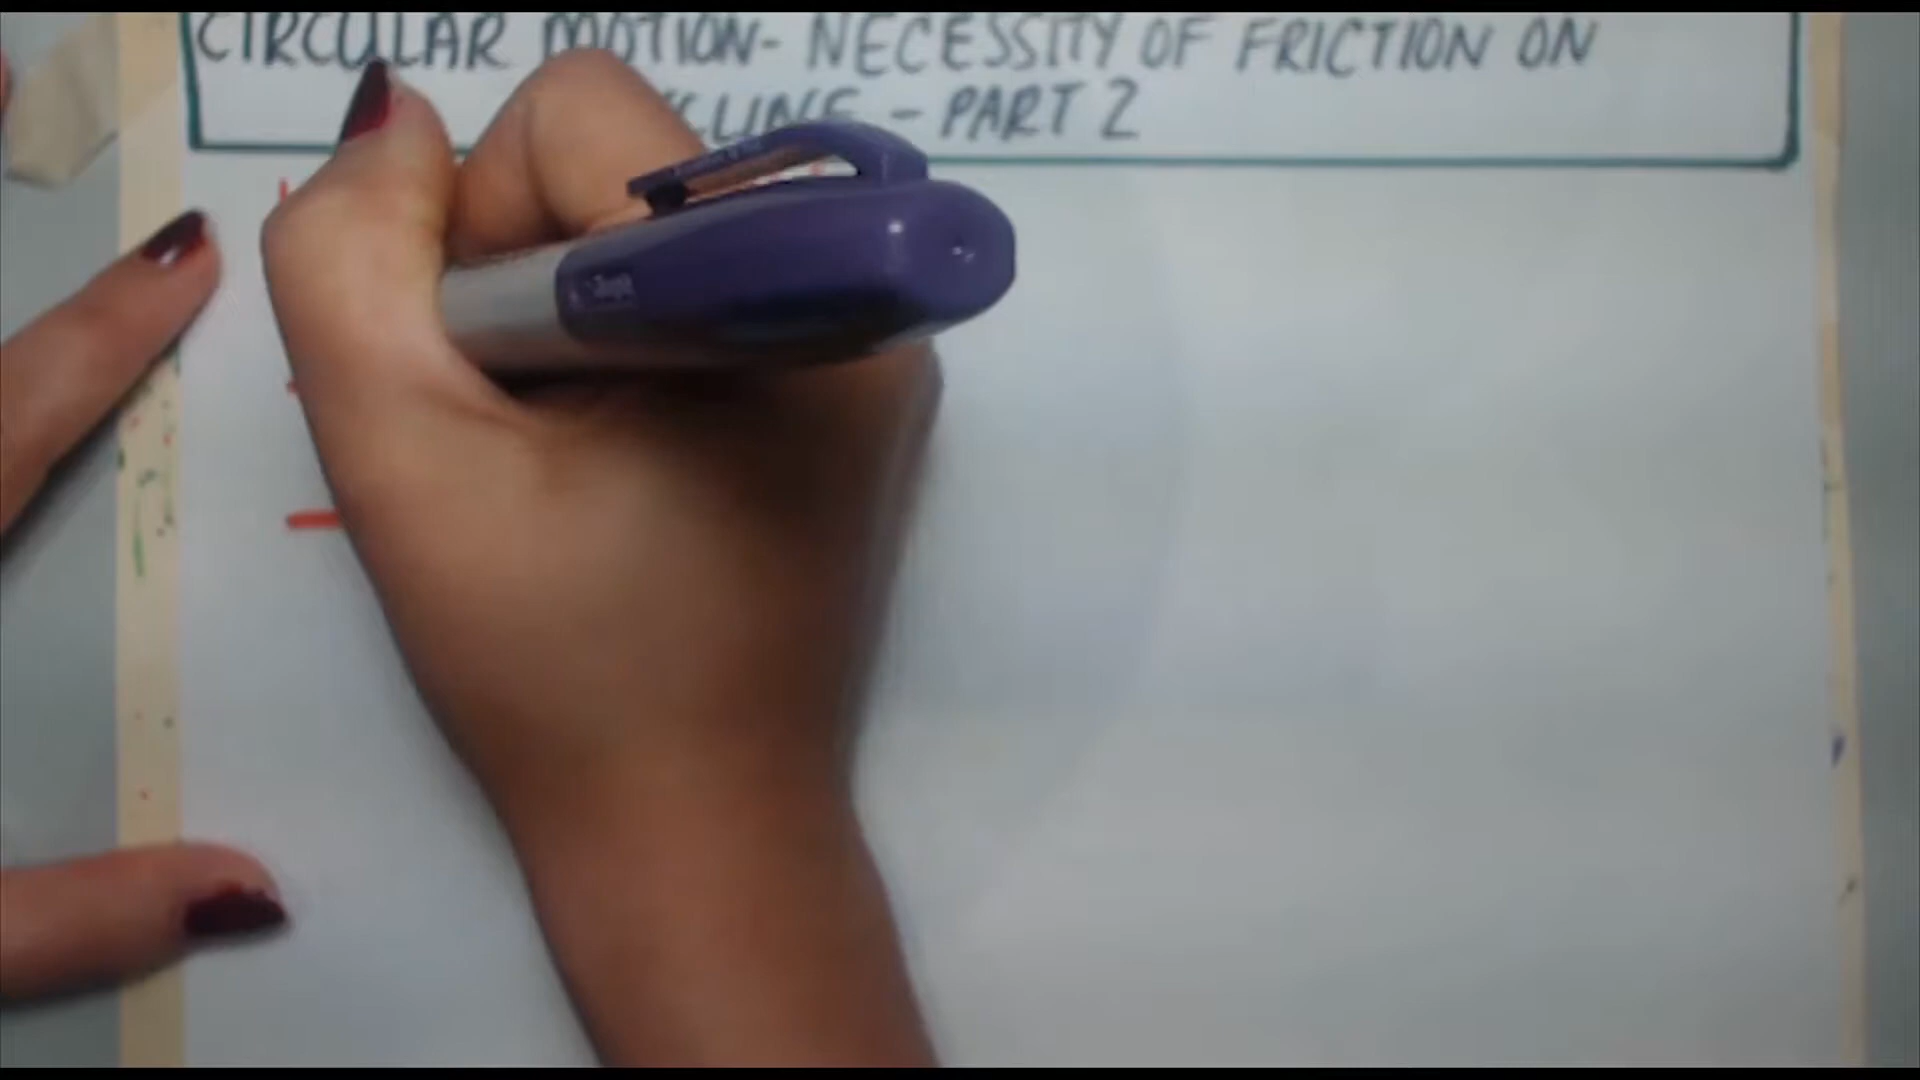 CIRCULAR MOTION- NECESSITY OF FRICTION ON
- PART 2